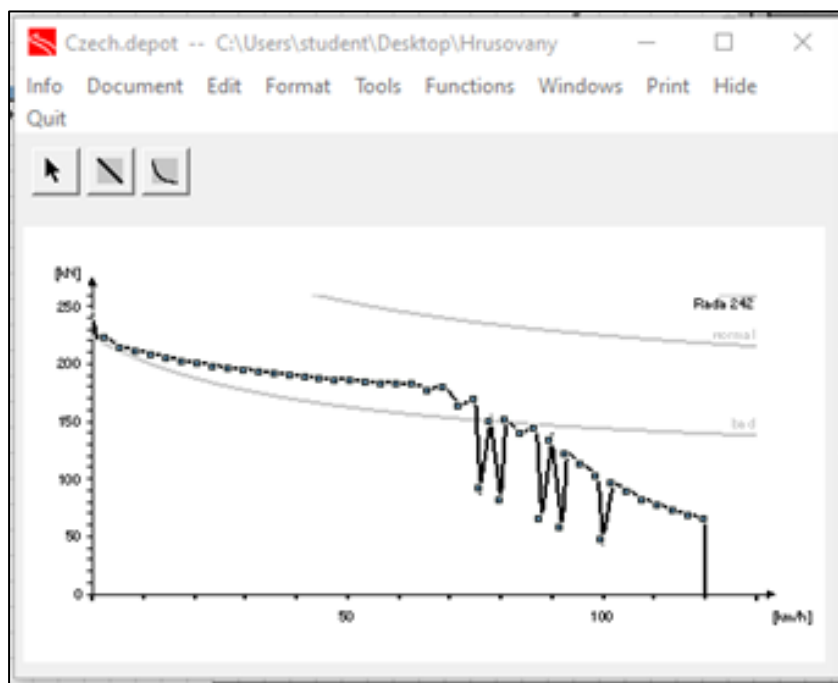 Czech.depot -- C:\Users\student\Desktop\Hrusovany
Info Document Edit Format Tools Functions Windows Print Hide
Quit
[kN]
250
Rada 242
normal
200
150
bad
100
50
0
50
100
[km/h]